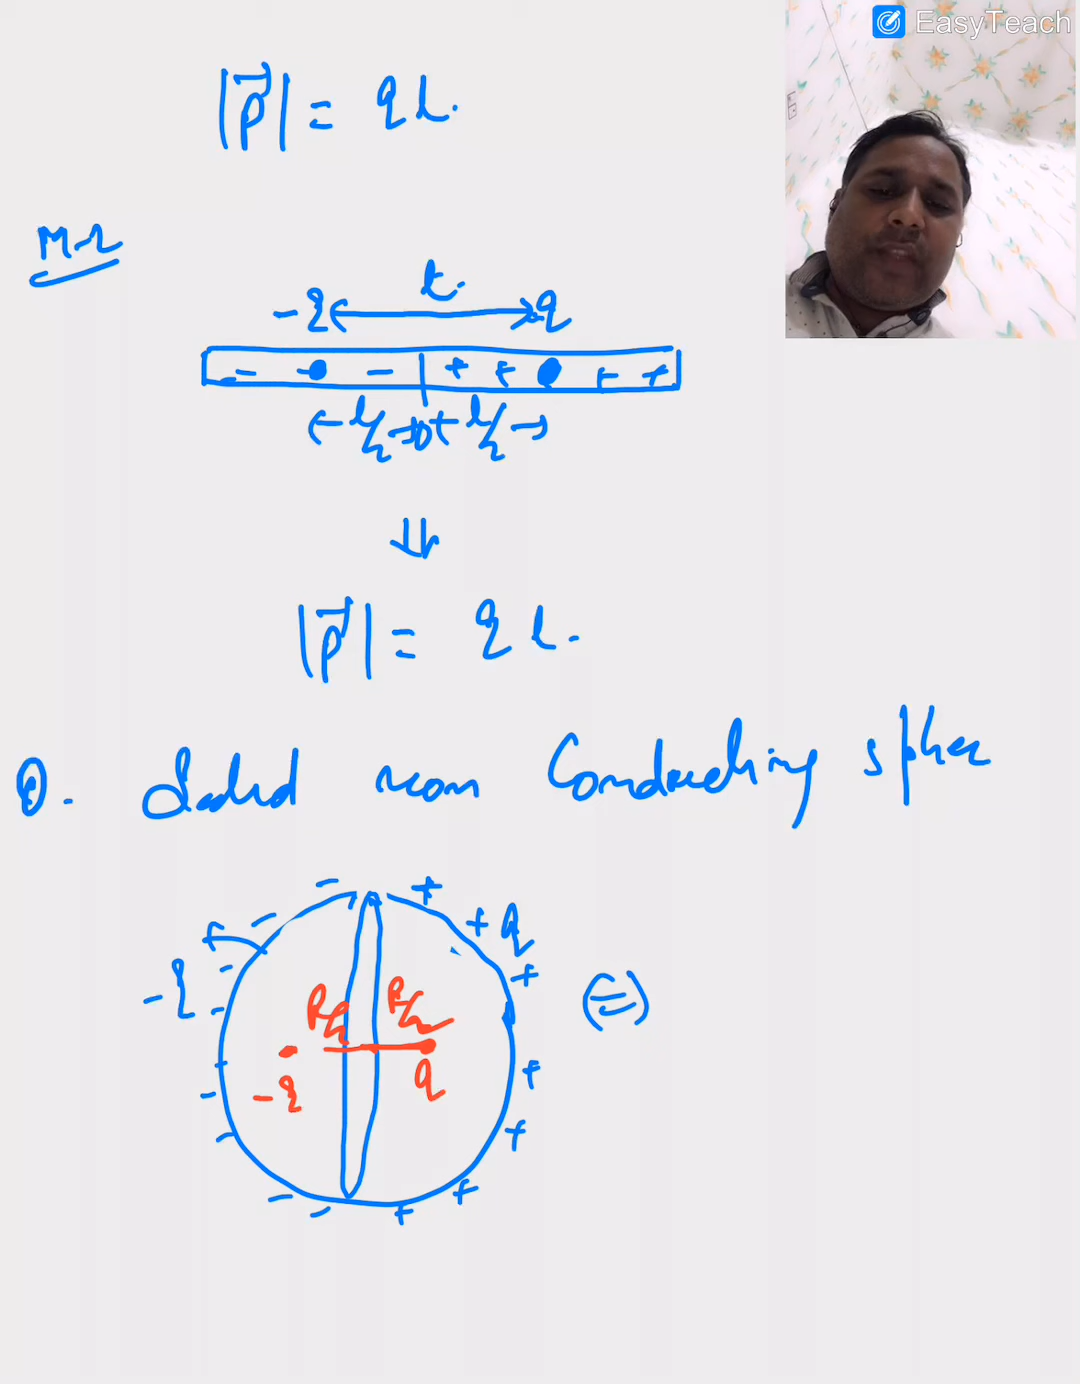 EasyTeach
|p⃗| = ql.
M-2
l.
-q q
- - - + + + +
l/2 O l/2
⇓
|p⃗| = ql.
Q. Solid non Conducting sphere
- +
- + q
- +
-q -
R/2 R/2 (=)
- +
-q q
- +
- +
- +